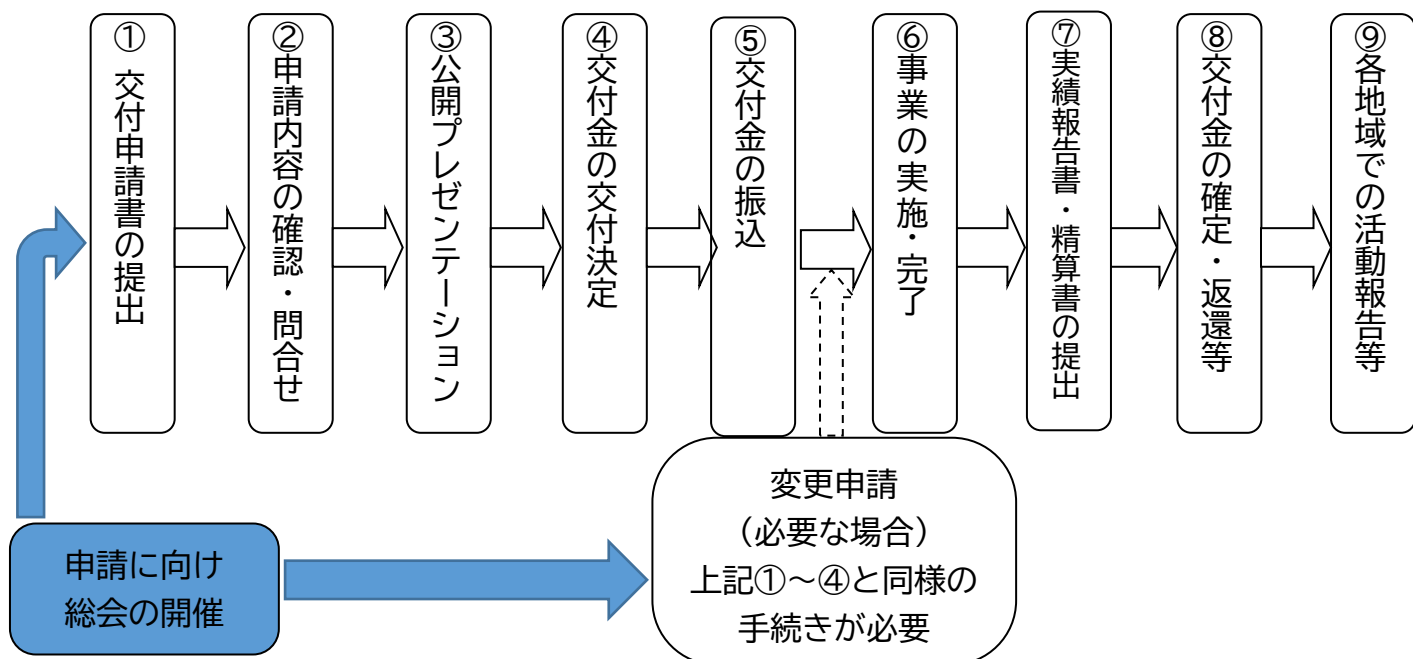 ① 交付申請書の提出
②申請内容の確認・問合せ
③公開プレゼンテーション
④交付金の交付決定
⑤交付金の振込
⑥事業の実施・完了
⑦実績報告書・精算書の提出
⑧交付金の確定・返還等
⑨各地域での活動報告等
申請に向け
総会の開催
変更申請
（必要な場合）
上記①～④と同様の
手続きが必要